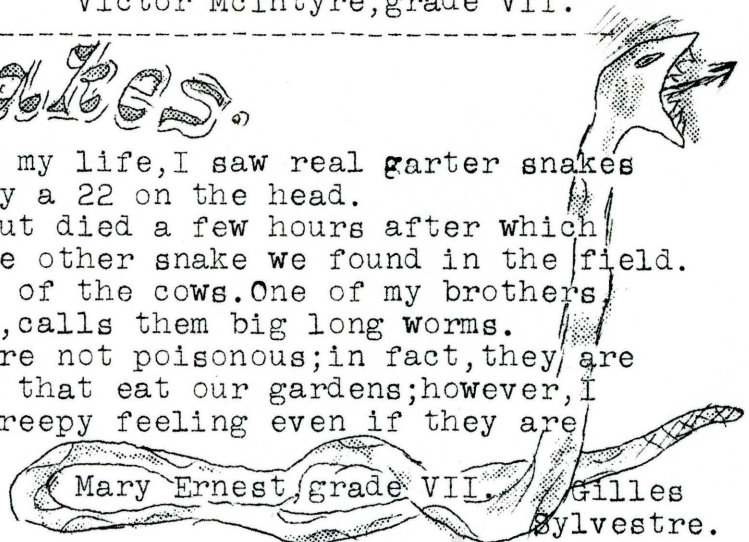 Victor McIntyre,grade VII.
akes.
my life,I saw real garter snakes
y a 22 on the head.
ut died a few hours after which
e other snake we found in the field.
of the cows.One of my brothers,
,calls them big long worms.
re not poisonous;in fact,they are
that eat our gardens;however,I
reepy feeling even if they are
Mary Ernest,grade VII.
Gilles
Sylvestre.